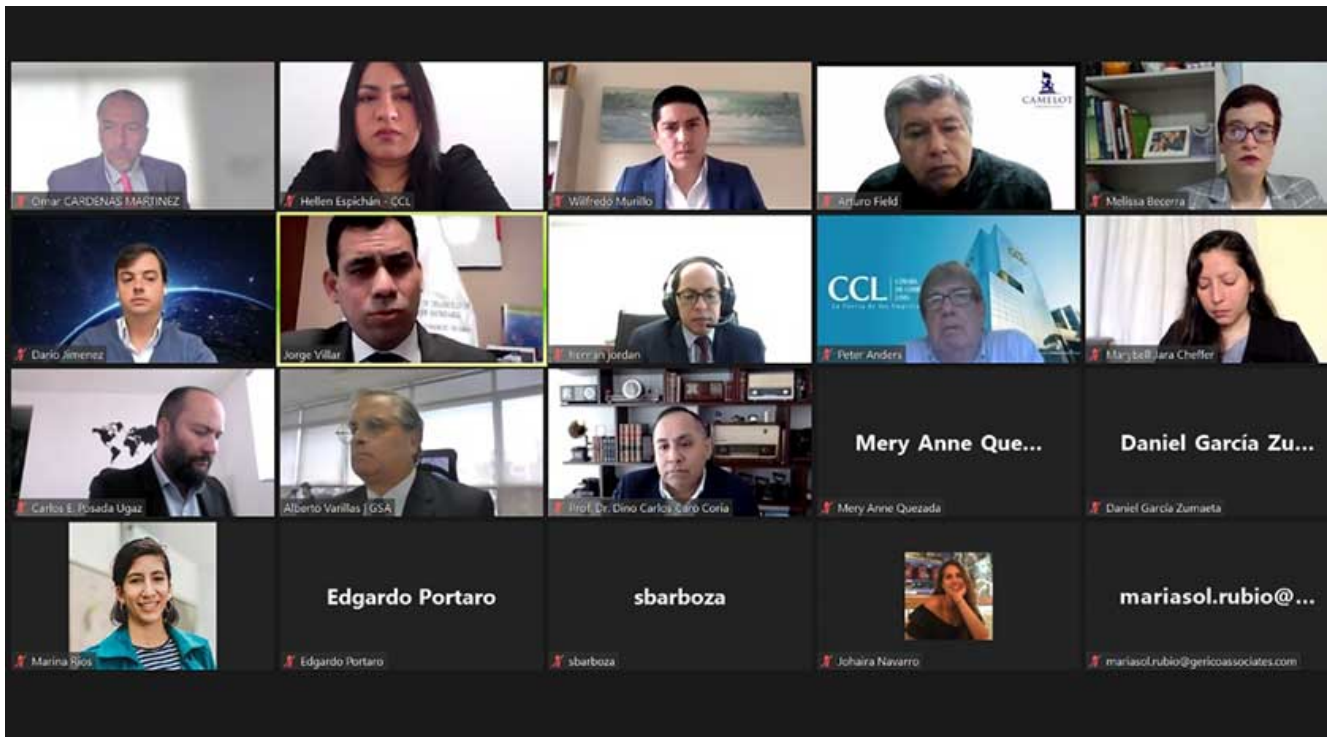 Omar CARDENAS MARTINEZ
Hellen Espichán - CCL
Wilfredo Murillo
CAMELOT
Arturo Field
Melissa Becerra
Dario Jimenez
Jorge Villar
hernan jordan
CCL
Peter Anders
Marybell Jara Cheffer
Carlos E. Posada Ugaz
Alberto Varillas | GSA
Prof. Dr. Dino Carlos Caro Coria
Mery Anne Que...
Mery Anne Quezada
Daniel García Zu...
Daniel García Zumaeta
Marina Rios
Edgardo Portaro
Edgardo Portaro
sbarboza
sbarboza
Johaira Navarro
mariasol.rubio@...
mariasol.rubio@gericoassociates.com